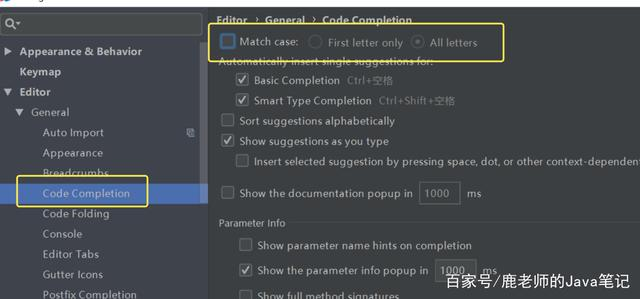 Editor › General › Code Completion
Appearance & Behavior
Keymap
Editor
General
Auto Import
Appearance
Breadcrumbs
Code Completion
Code Folding
Console
Editor Tabs
Gutter Icons
Postfix Completion
Match case: First letter only All letters
Automatically insert single suggestions for:
Basic Completion Ctrl+空格
Smart Type Completion Ctrl+Shift+空格
Sort suggestions alphabetically
Show suggestions as you type
Insert selected suggestion by pressing space, dot, or other context-dependent
Show the documentation popup in 1000 ms
Parameter Info
Show parameter name hints on completion
Show the parameter info popup in 1000 ms
Show full method signatures
百家号/鹿老师的Java笔记